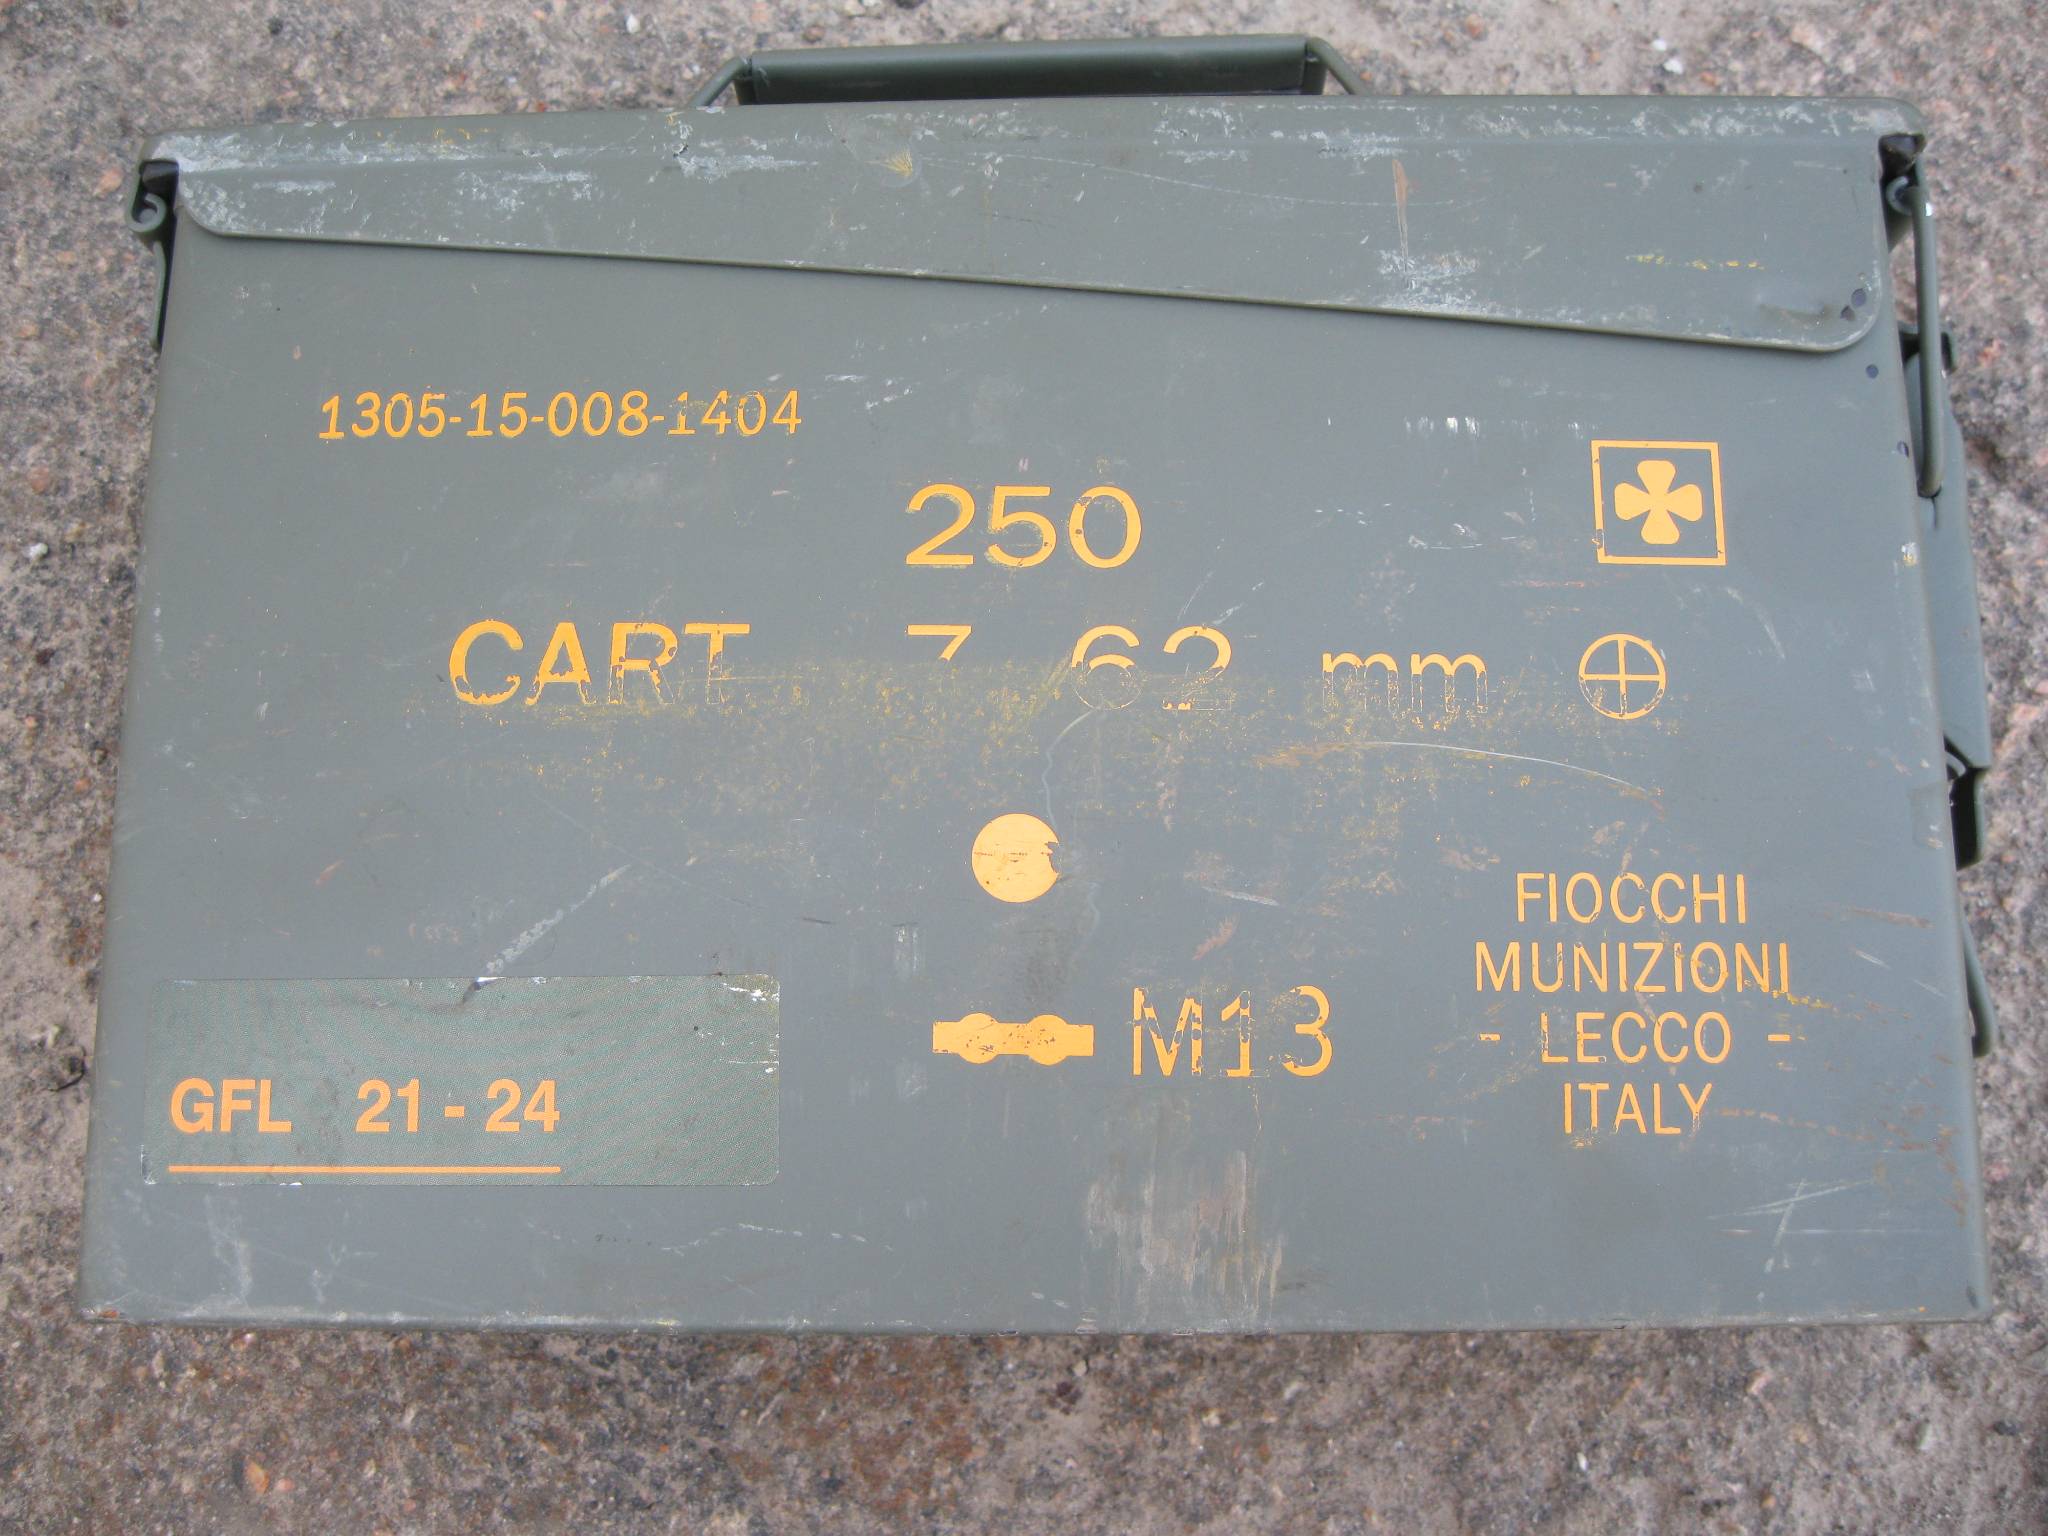 1305-15-008-1404
250
CART 7 62 mm
M13
FIOCCHI
MUNIZIONI
- LECCO -
ITALY
GFL 21 - 24